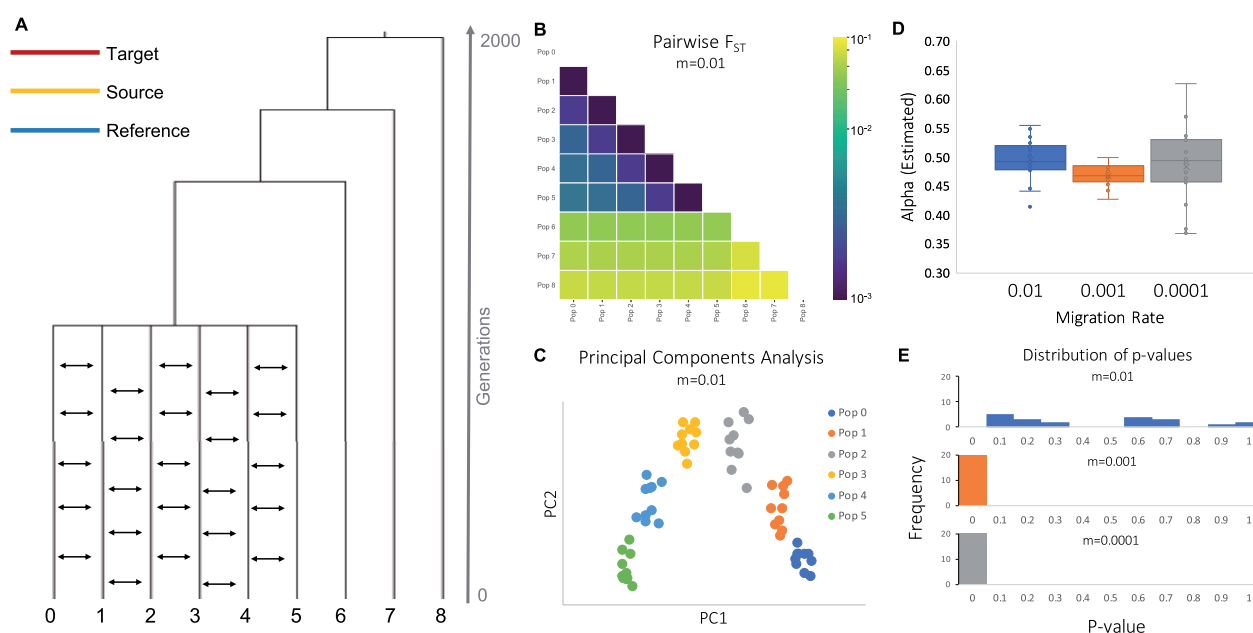 A
Target
Source
Reference
2000
Generations
0
0 1 2 3 4 5 6 7 8
B
Pairwise FST
m=0.01
Pop 0
Pop 1
Pop 2
Pop 3
Pop 4
Pop 5
Pop 6
Pop 7
Pop 8
Pop 0 Pop 1 Pop 2 Pop 3 Pop 4 Pop 5 Pop 6 Pop 7 Pop 8
10-1
10-2
10-3
C
Principal Components Analysis
m=0.01
PC2
PC1
Pop 0
Pop 1
Pop 2
Pop 3
Pop 4
Pop 5
D
Alpha (Estimated)
0.70
0.65
0.60
0.55
0.50
0.45
0.40
0.35
0.30
0.01 0.001 0.0001
Migration Rate
E
Distribution of p-values
m=0.01
Frequency
20
10
0
0 0.1 0.2 0.3 0.4 0.5 0.6 0.7 0.8 0.9 1
m=0.001
20
10
0
0 0.1 0.2 0.3 0.4 0.5 0.6 0.7 0.8 0.9 1
m=0.0001
20
10
0
0 0.1 0.2 0.3 0.4 0.5 0.6 0.7 0.8 0.9 1
P-value